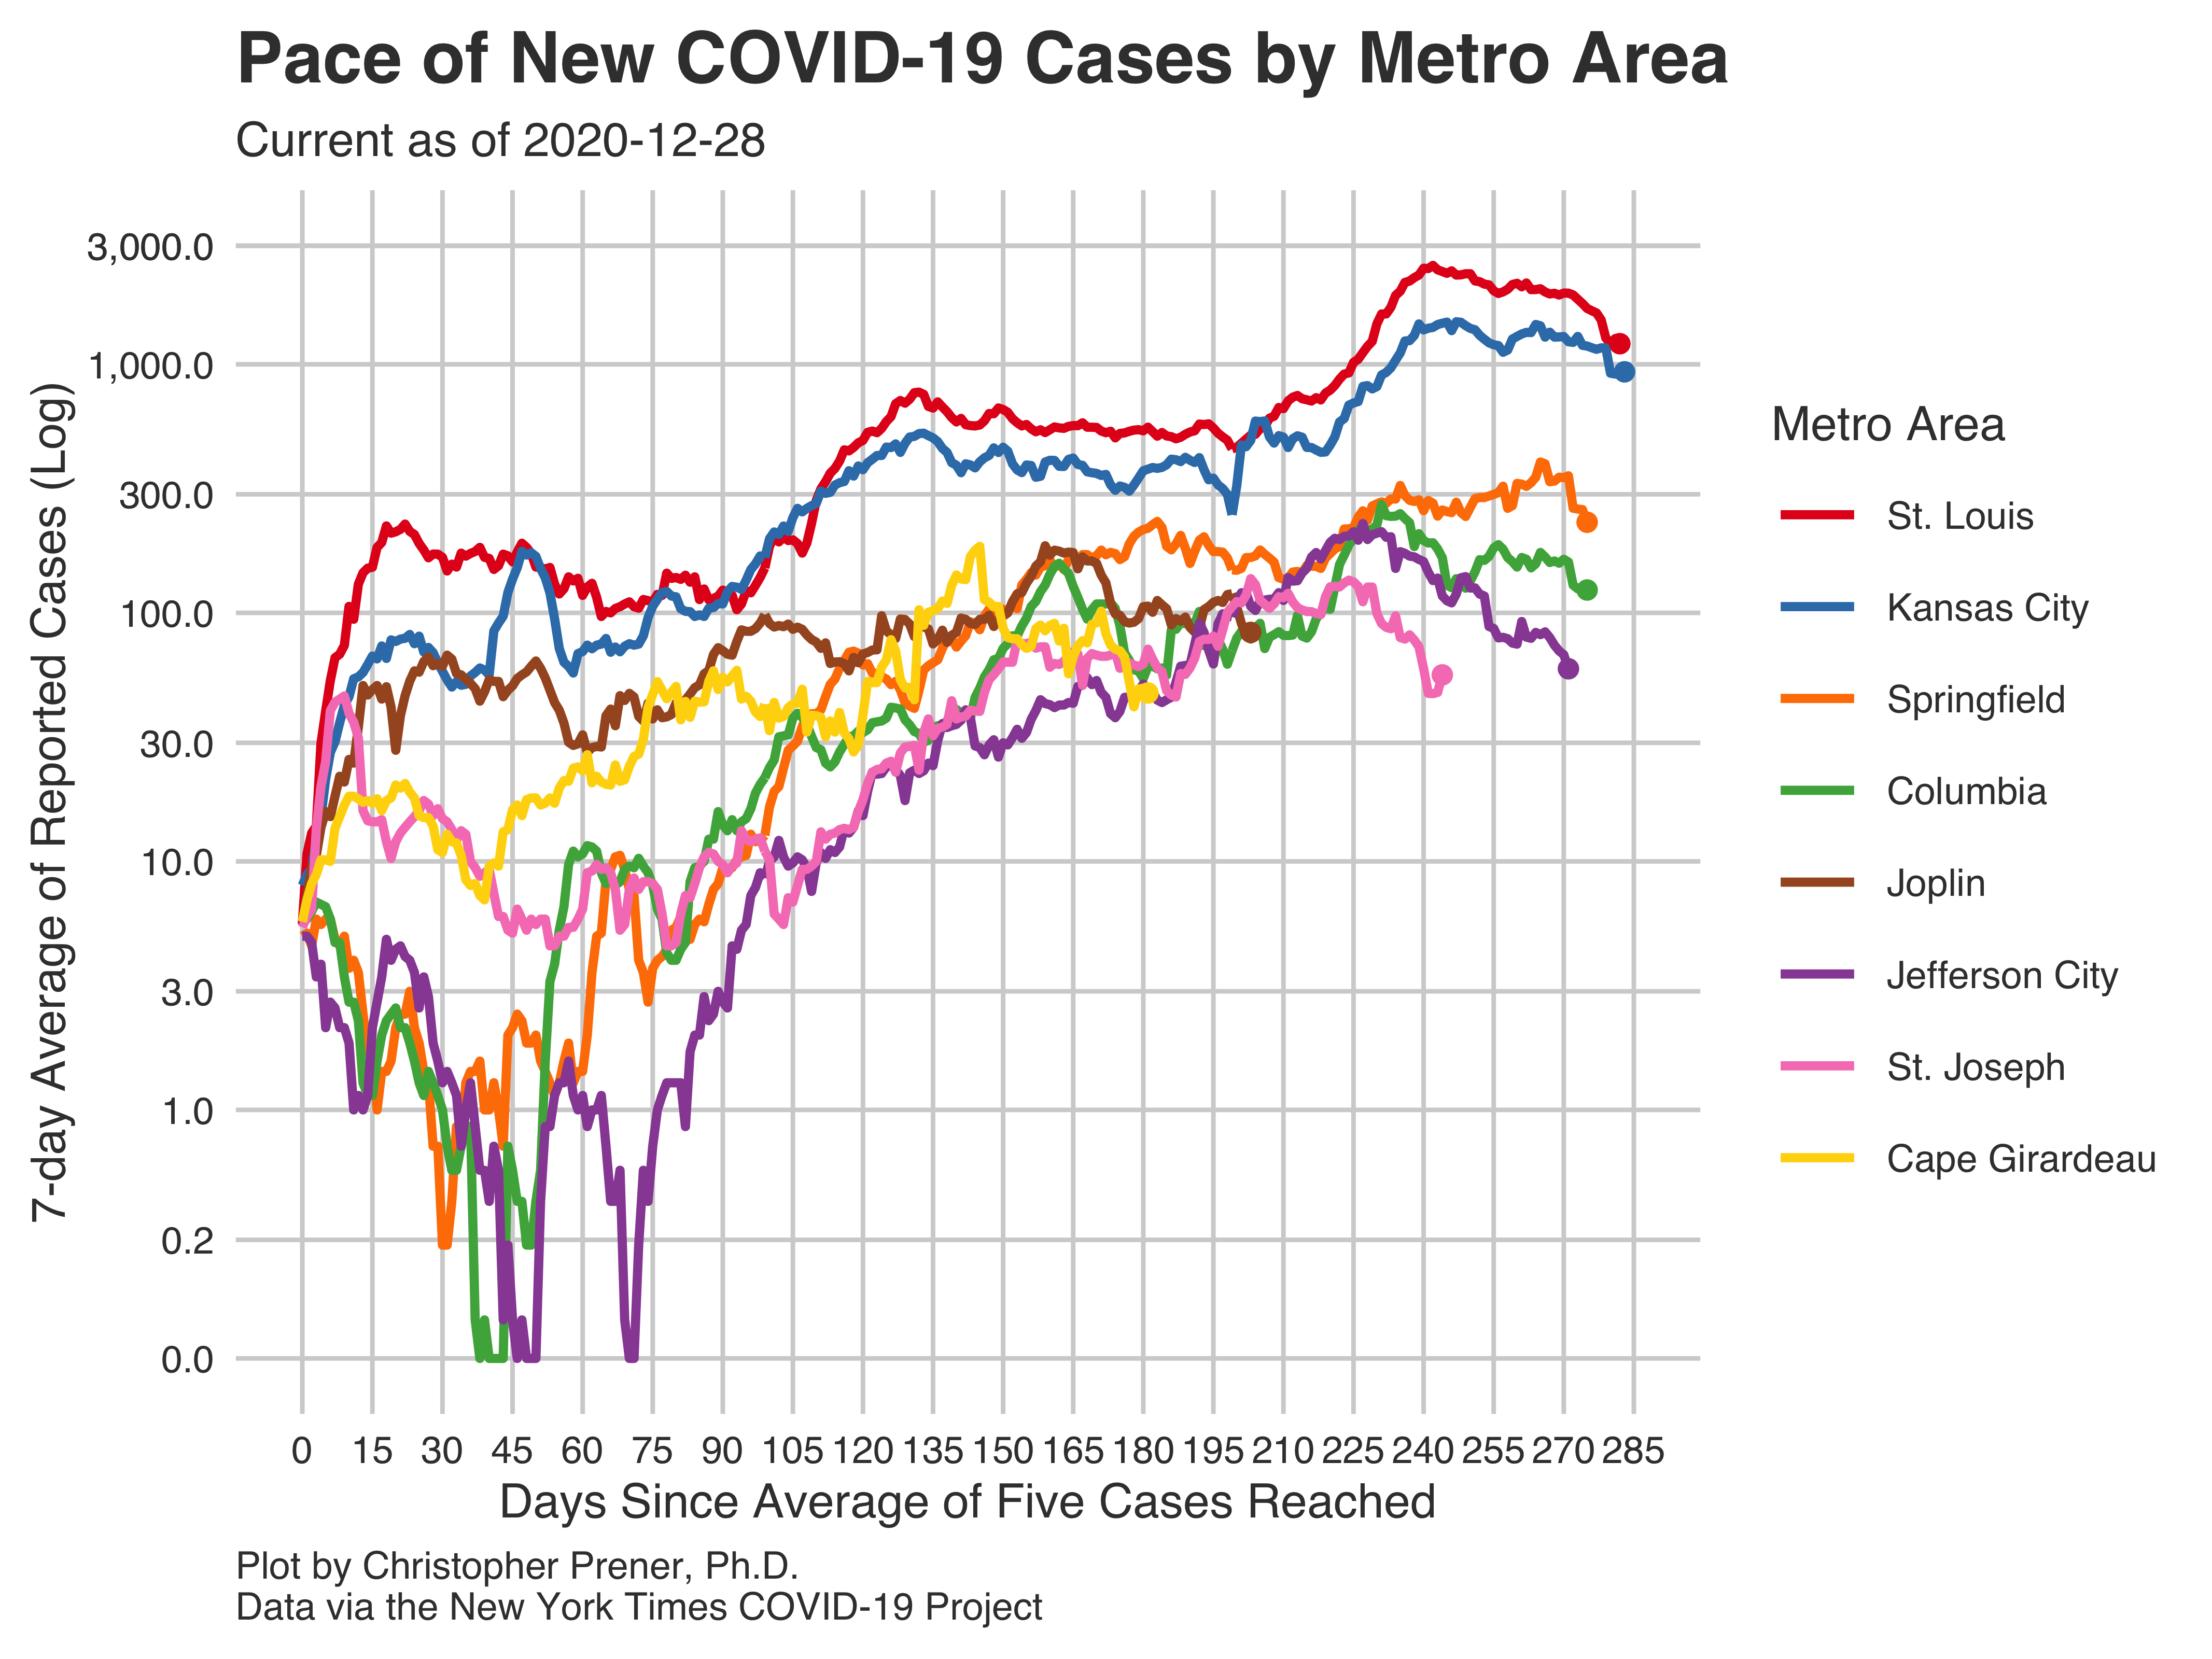 Pace of New COVID-19 Cases by Metro Area
Current as of 2020-12-28
7-day Average of Reported Cases (Log)
3,000.0
1,000.0
300.0
100.0
30.0
10.0
3.0
1.0
0.2
0.0
0 15 30 45 60 75 90 105 120 135 150 165 180 195 210 225 240 255 270 285
Days Since Average of Five Cases Reached
Metro Area
St. Louis
Kansas City
Springfield
Columbia
Joplin
Jefferson City
St. Joseph
Cape Girardeau
Plot by Christopher Prener, Ph.D.
Data via the New York Times COVID-19 Project